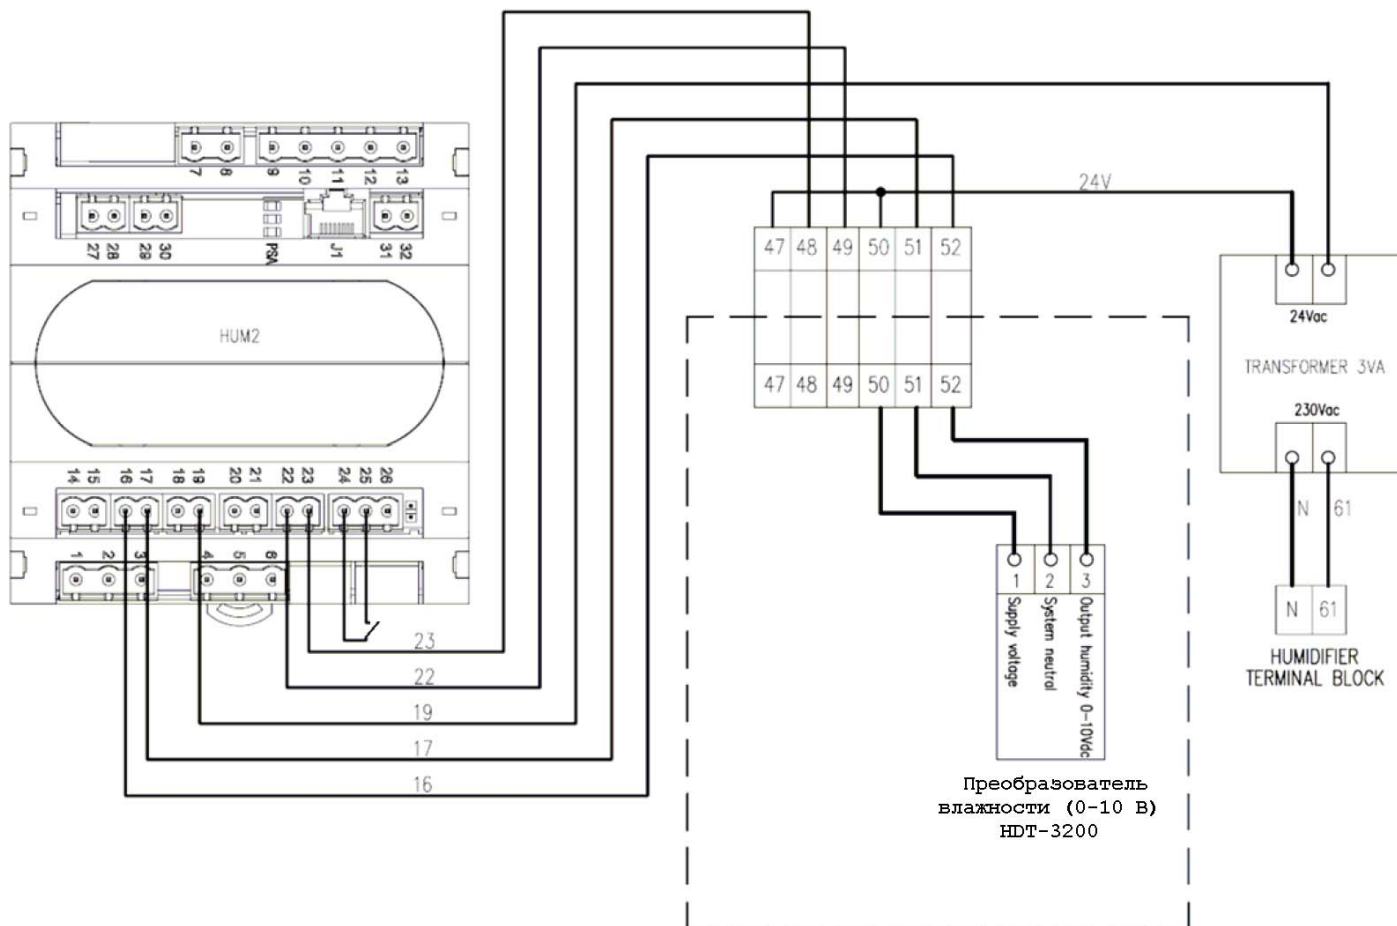 7 8 9 10 11 12 13
24V
27 28 29 30 PSA J1 31 32
47 48 49 50 51 52
24Vac
HUM2
TRANSFORMER 3VA
47 48 49 50 51 52
230Vac
14 15 16 17 18 19 20 21 22 23 24 25 26
N 61
1 2 3 4 5 6
1 2 3
Supply voltage
System neutral
Output humidity 0-10Vdc
N 61
HUMIDIFIER
TERMINAL BLOCK
23
22
19
17
16
Преобразователь
влажности (0-10 В)
HDT-3200